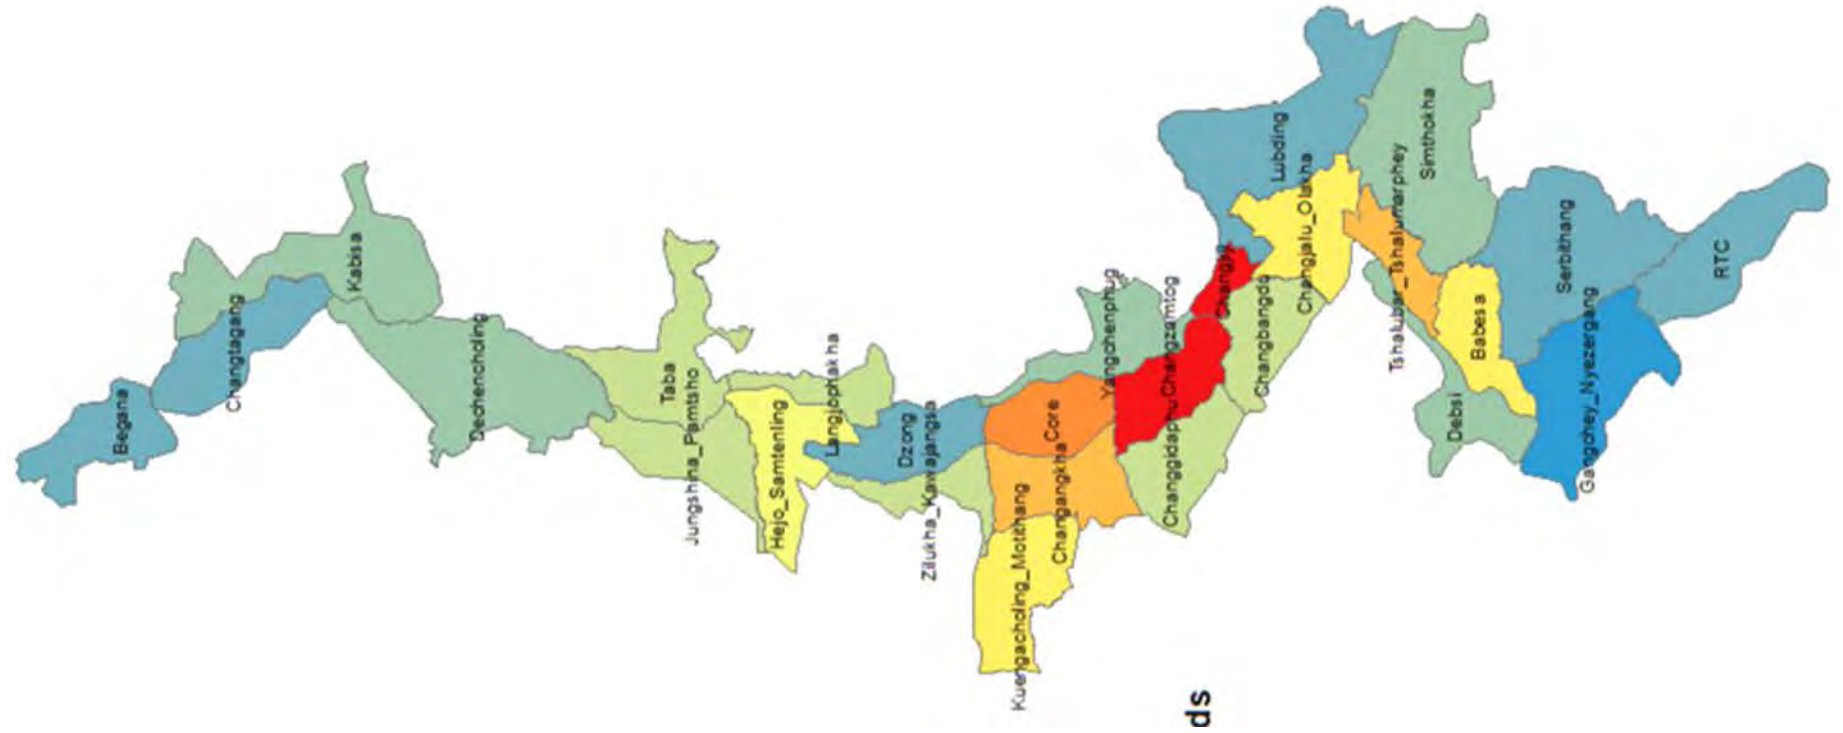 Begana
Changtagang
Kabisa
Dechencholing
Taba
Jungshina_Pamtsho
Hejo_Samtenling
Langjophakha
Dzong
Zilukha_Kawajangsa
Kuengacholing_Motithang
Core
Changangkha
Yangchenphug
Changzamtog
Changgidaphu
Changbangdu
Lubding
Changjalu_Olakha
Tshalubar_Tshalumarphey
Simthokha
Debsi
Babesa
Serbithang
Gangchey_Nyezergang
RTC
ds